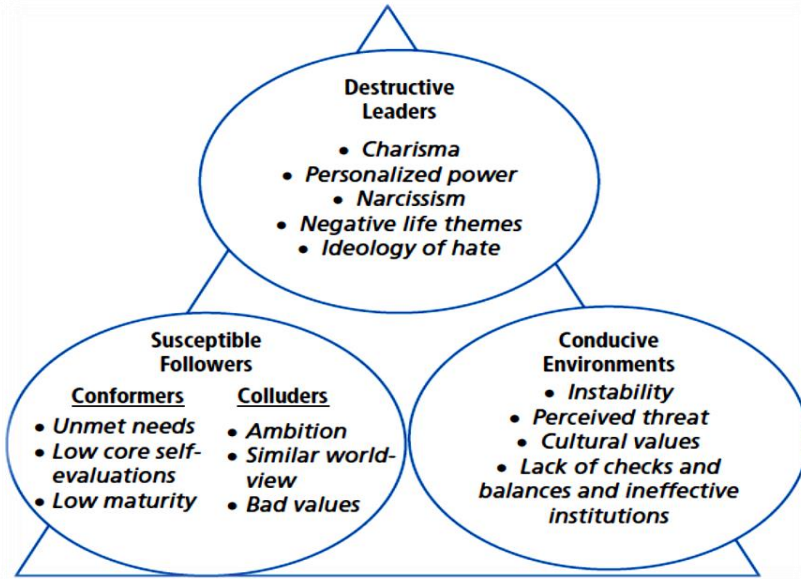 Destructive
Leaders
• Charisma
• Personalized power
• Narcissism
• Negative life themes
• Ideology of hate
Susceptible
Followers
Conformers
• Unmet needs
• Low core self-
evaluations
• Low maturity
Colluders
• Ambition
• Similar world-
view
• Bad values
Conducive
Environments
• Instability
• Perceived threat
• Cultural values
• Lack of checks and
balances and ineffective
institutions